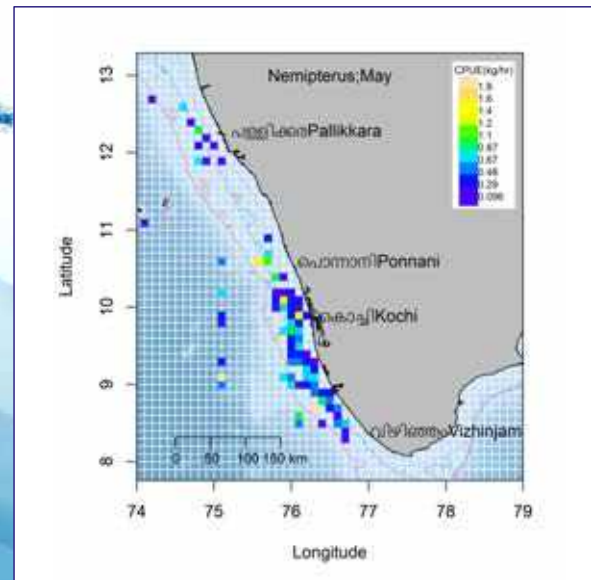 Nemipterus;May
CPUE(kg/hr)
1.8
1.6
1.4
1.2
1.1
0.87
0.67
0.48
0.29
0.096
പള്ളിക്കരPallikkara
പൊന്നാനിPonnani
കൊച്ചിKochi
വിഴിഞ്ഞംVizhinjam
0 50 100 150 km
Latitude
13
12
11
10
9
8
74 75 76 77 78 79
Longitude